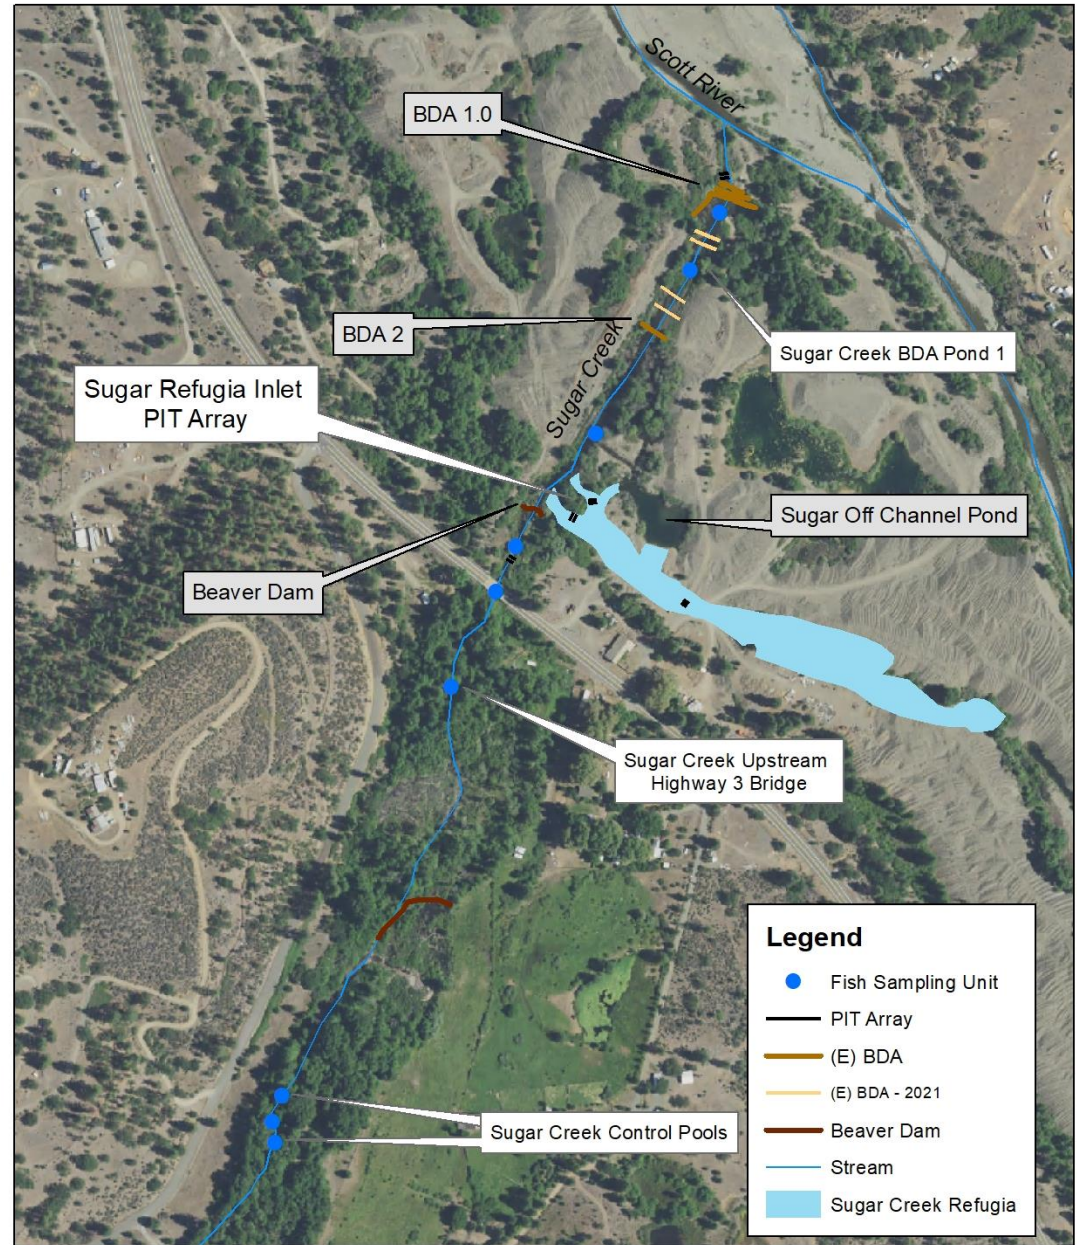 Scott River
BDA 1.0
BDA 2
Sugar Creek BDA Pond 1
Sugar Creek
Sugar Refugia Inlet
PIT Array
Sugar Off Channel Pond
Beaver Dam
Sugar Creek Upstream
Highway 3 Bridge
Sugar Creek Control Pools
Legend
Fish Sampling Unit
PIT Array
(E) BDA
(E) BDA - 2021
Beaver Dam
Stream
Sugar Creek Refugia